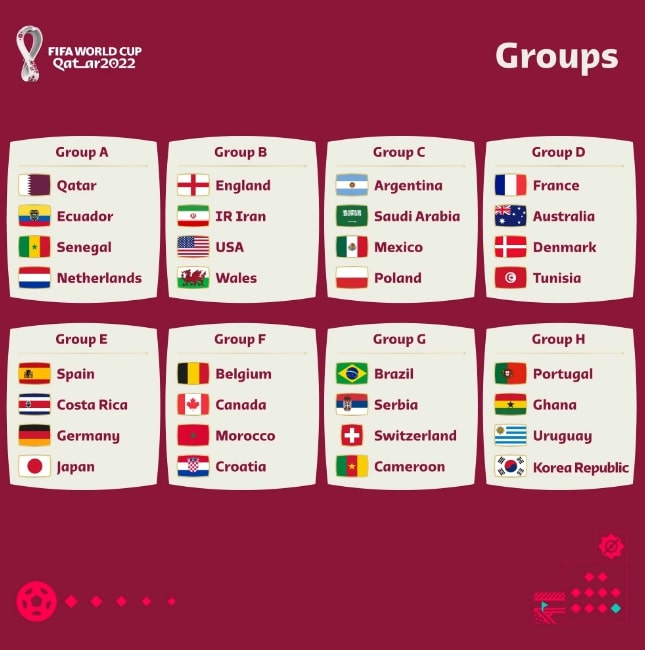 FIFA WORLD CUP
Qatar2022
Groups
Group A
Qatar
Ecuador
Senegal
Netherlands
Group B
England
IR Iran
USA
Wales
Group C
Argentina
Saudi Arabia
Mexico
Poland
Group D
France
Australia
Denmark
Tunisia
Group E
Spain
Costa Rica
Germany
Japan
Group F
Belgium
Canada
Morocco
Croatia
Group G
Brazil
Serbia
Switzerland
Cameroon
Group H
Portugal
Ghana
Uruguay
Korea Republic